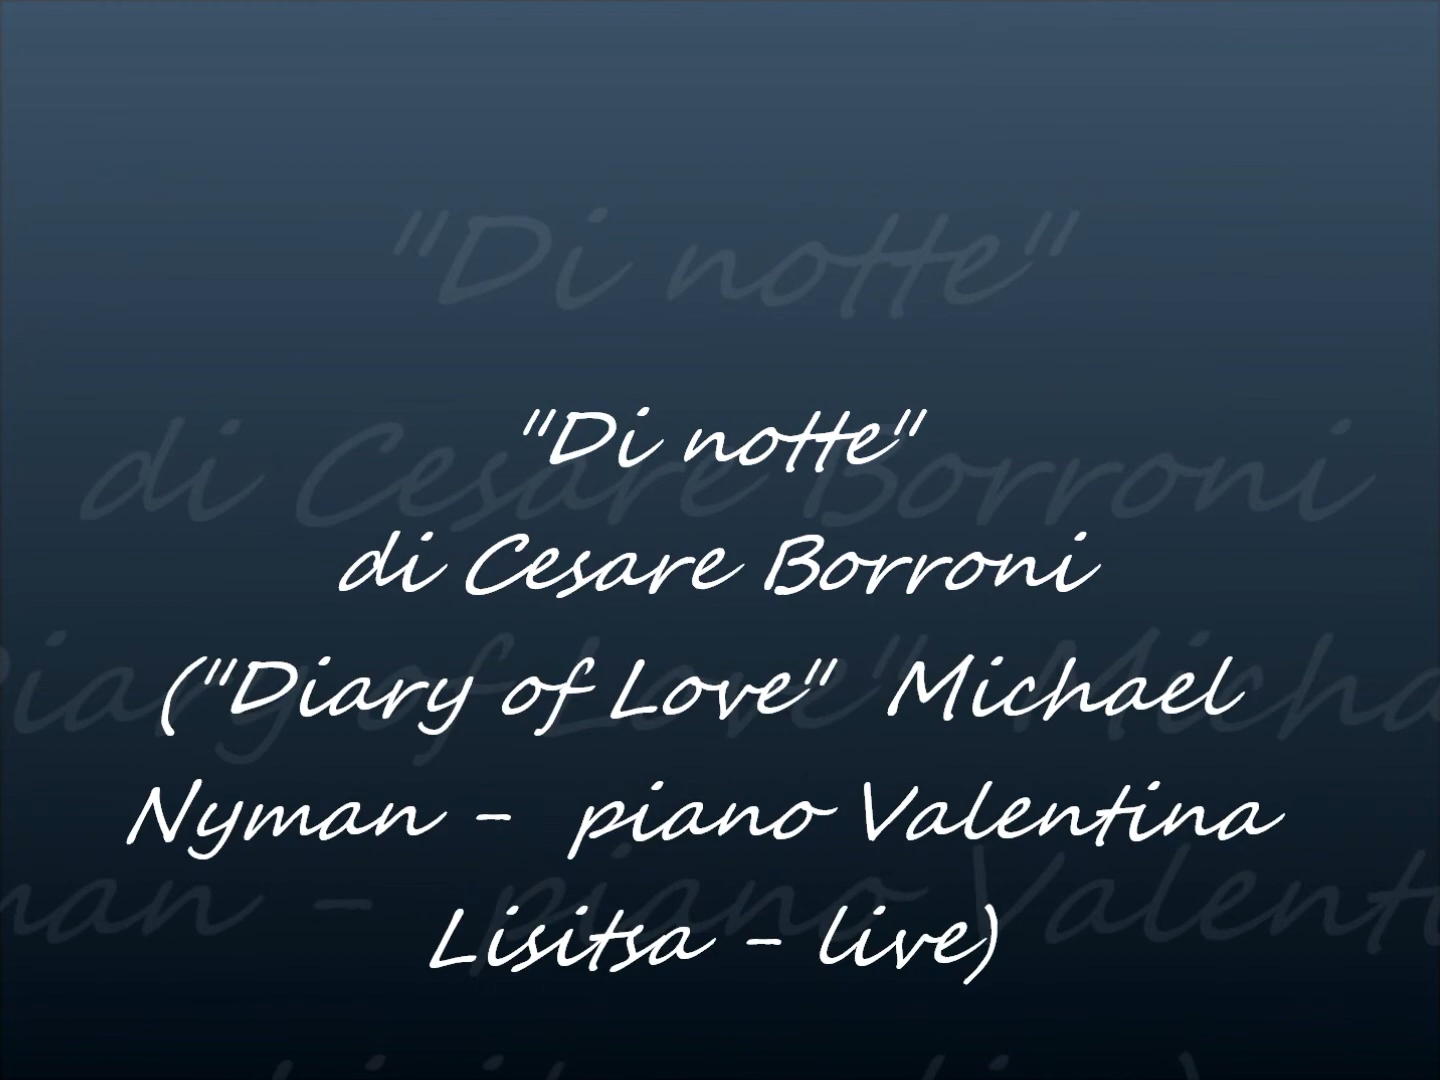 "Di notte"
di Cesare Borroni
("Diary of Love" Michael
Nyman - piano Valentina
Lisitsa - live)